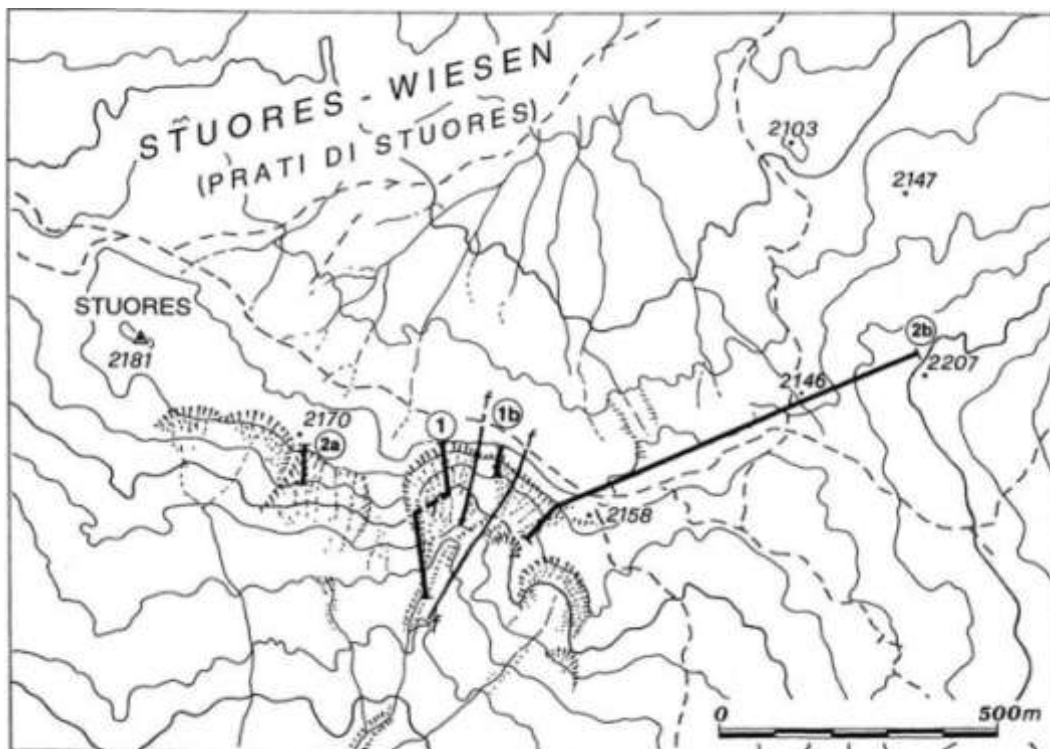 STUORES - WIESEN
(PRATI DI STUORES)
2103
2147
STUORES
2181
2b
2207
2146
2170
2a
1
1b
2158
0 500m